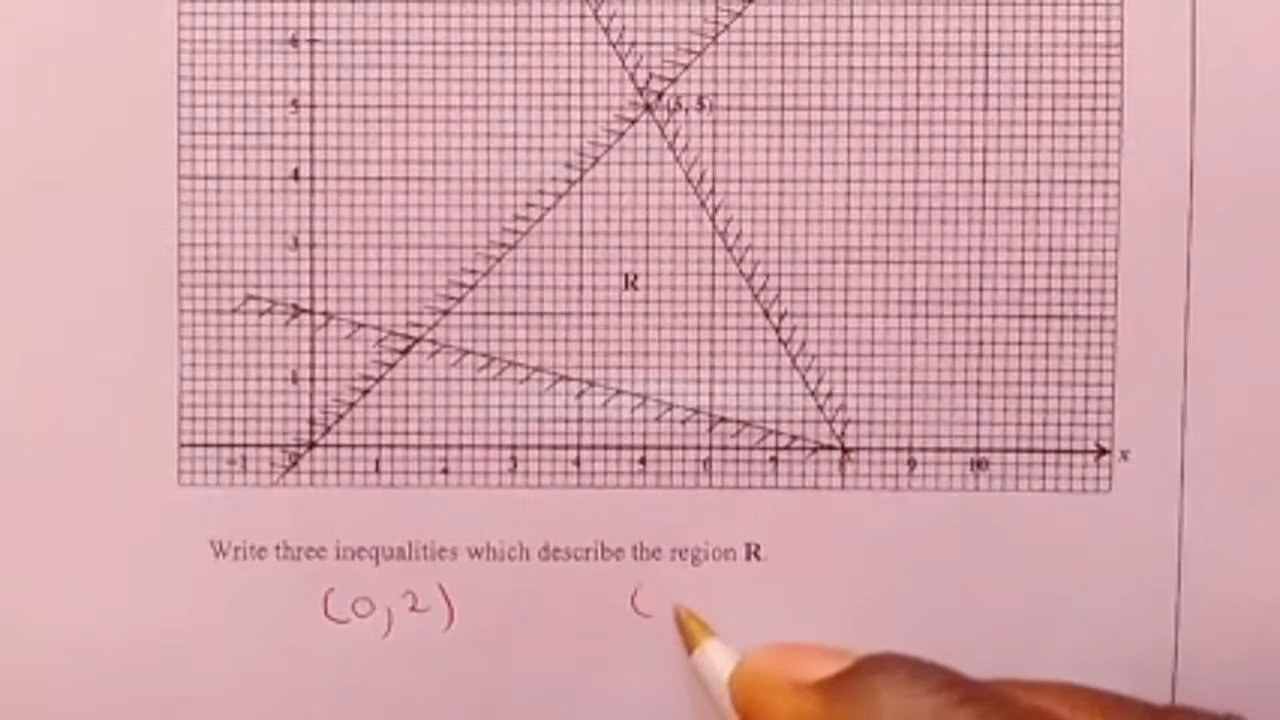 6
5
(5, 5)
4
3
R
2
1
-1 0 1 2 3 4 5 6 7 8 9 10 x
Write three inequalities which describe the region R.
(0,2) (